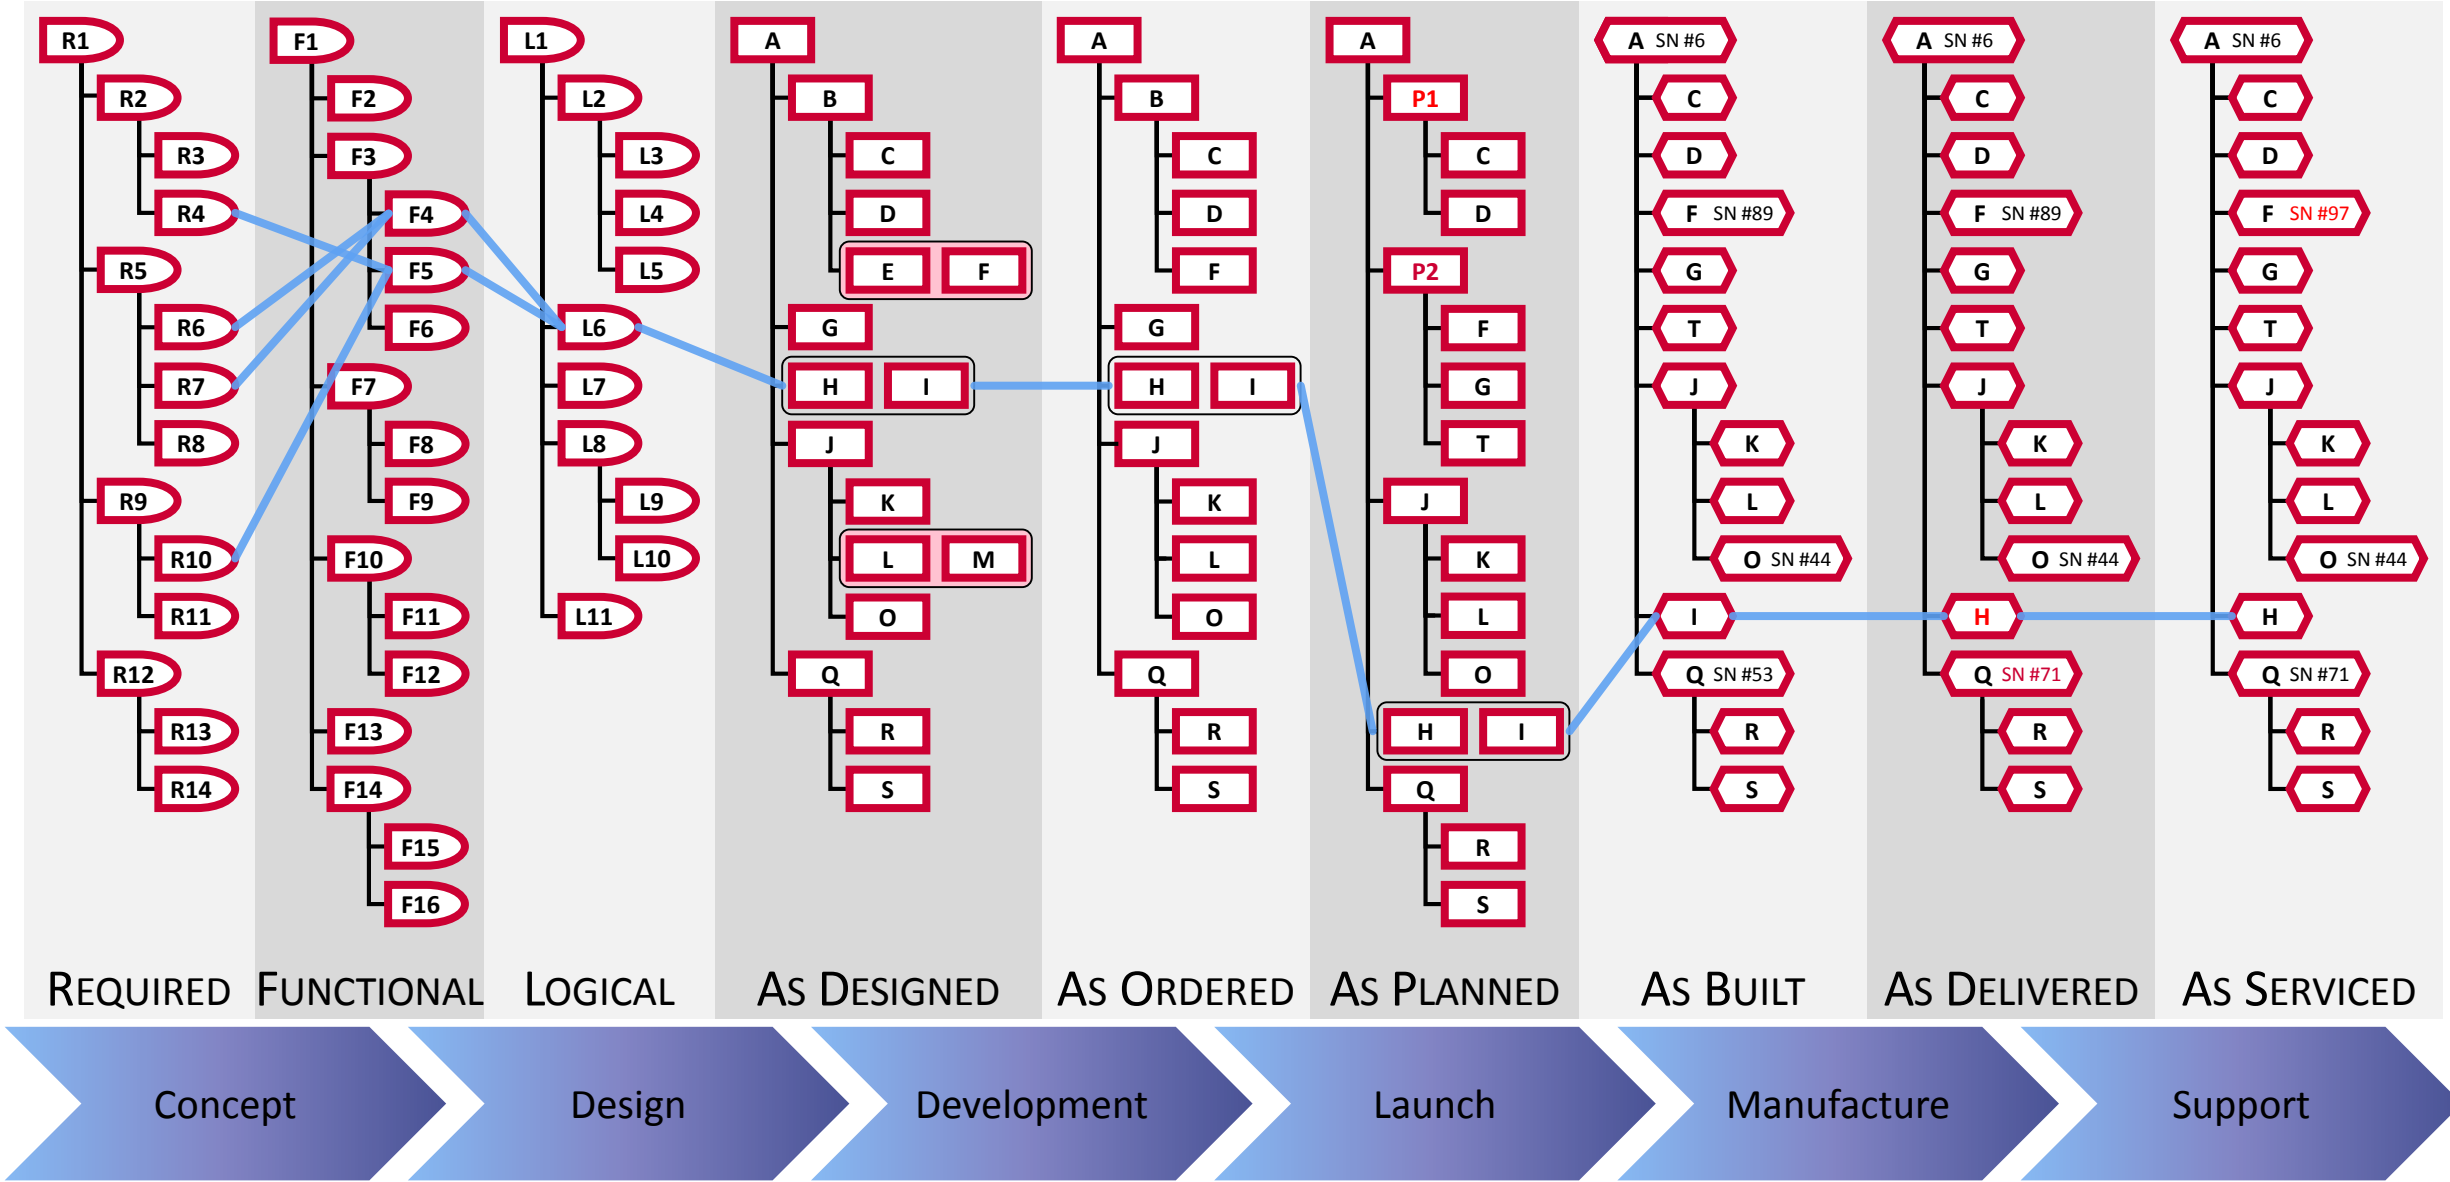 R1
R2
R3
R4
R5
R6
R7
R8
R9
R10
R11
R12
R13
R14
REQUIRED
F1
F2
F3
F4
F5
F6
F7
F8
F9
F10
F11
F12
F13
F14
F15
F16
FUNCTIONAL
L1
L2
L3
L4
L5
L6
L7
L8
L9
L10
L11
LOGICAL
A
B
C
D
E F
G
H I
J
K
L M
O
Q
R
S
AS DESIGNED
A
B
C
D
F
G
H I
J
K
L
O
Q
R
S
AS ORDERED
A
P1
C
D
P2
F
G
T
J
K
L
O
H I
Q
R
S
AS PLANNED
A SN #6
C
D
F SN #89
G
T
J
K
L
O SN #44
I
Q SN #53
R
S
AS BUILT
A SN #6
C
D
F SN #89
G
T
J
K
L
O SN #44
H
Q SN #71
R
S
AS DELIVERED
A SN #6
C
D
F SN #97
G
T
J
K
L
O SN #44
H
Q SN #71
R
S
AS SERVICED
Concept
Design
Development
Launch
Manufacture
Support